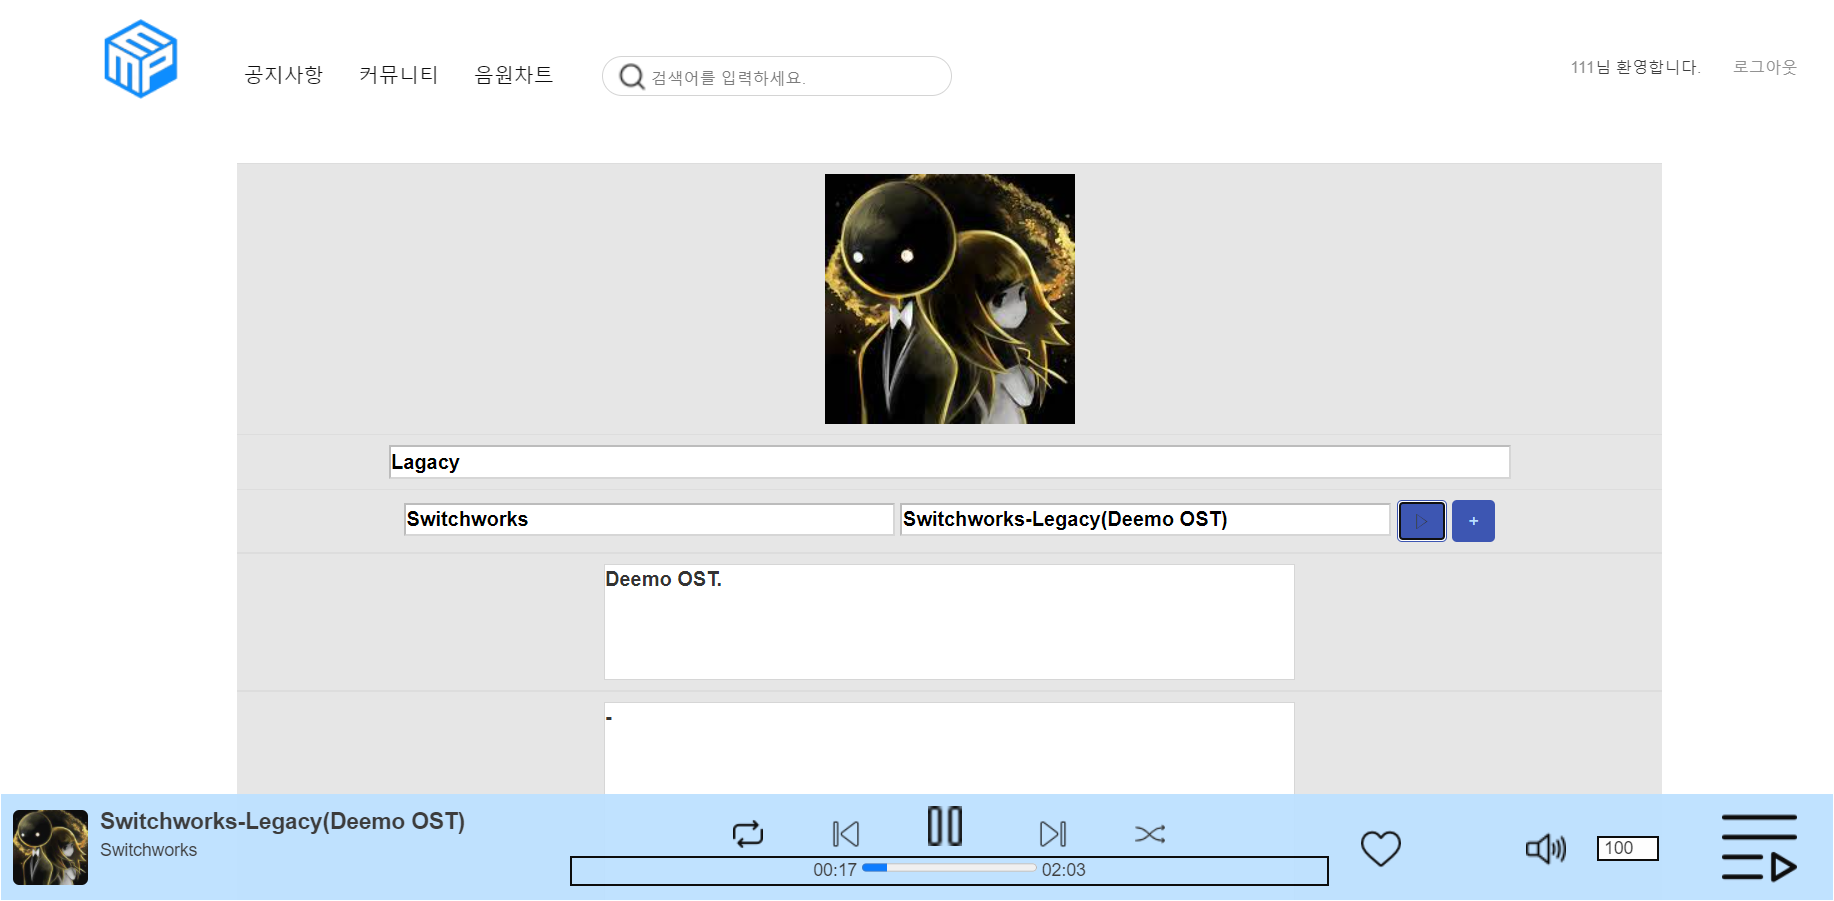 공지사항 커뮤니티 음원차트 검색어를 입력하세요. 111님 환영합니다. 로그아웃
Lagacy
Switchworks Switchworks-Legacy(Deemo OST) +
Deemo OST.
-
Switchworks-Legacy(Deemo OST)
Switchworks
00:17 02:03
100